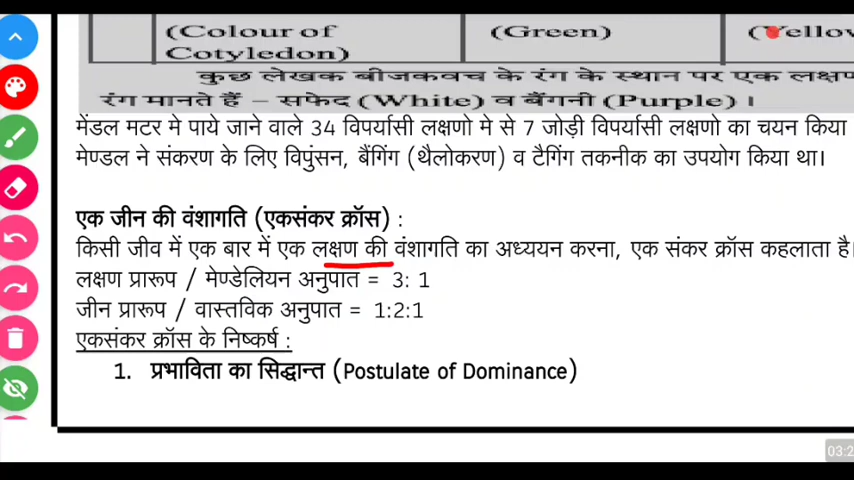 (Colour of (Green)
Cotyledon)
कुछ लेखक बीजकवच के रंग के स्थान पर एक लक्षण
रंग मानते हैं – सफेद (White) व बैंगनी (Purple) ।
मेंडल मटर मे पाये जाने वाले 34 विपर्यासी लक्षणो मे से 7 जोड़ी विपर्यासी लक्षणो का चयन किया
मेण्डल ने संकरण के लिए विपुंसन, बैंगिंग (थैलोकरण) व टैगिंग तकनीक का उपयोग किया था।
एक जीन की वंशागति (एकसंकर क्रॉस) :
किसी जीव में एक बार में एक लक्षण की वंशागति का अध्ययन करना, एक संकर क्रॉस कहलाता है।
लक्षण प्रारूप / मेण्डेलियन अनुपात = 3: 1
जीन प्रारूप / वास्तविक अनुपात = 1:2:1
एकसंकर क्रॉस के निष्कर्ष :
1. प्रभाविता का सिद्धान्त (Postulate of Dominance)